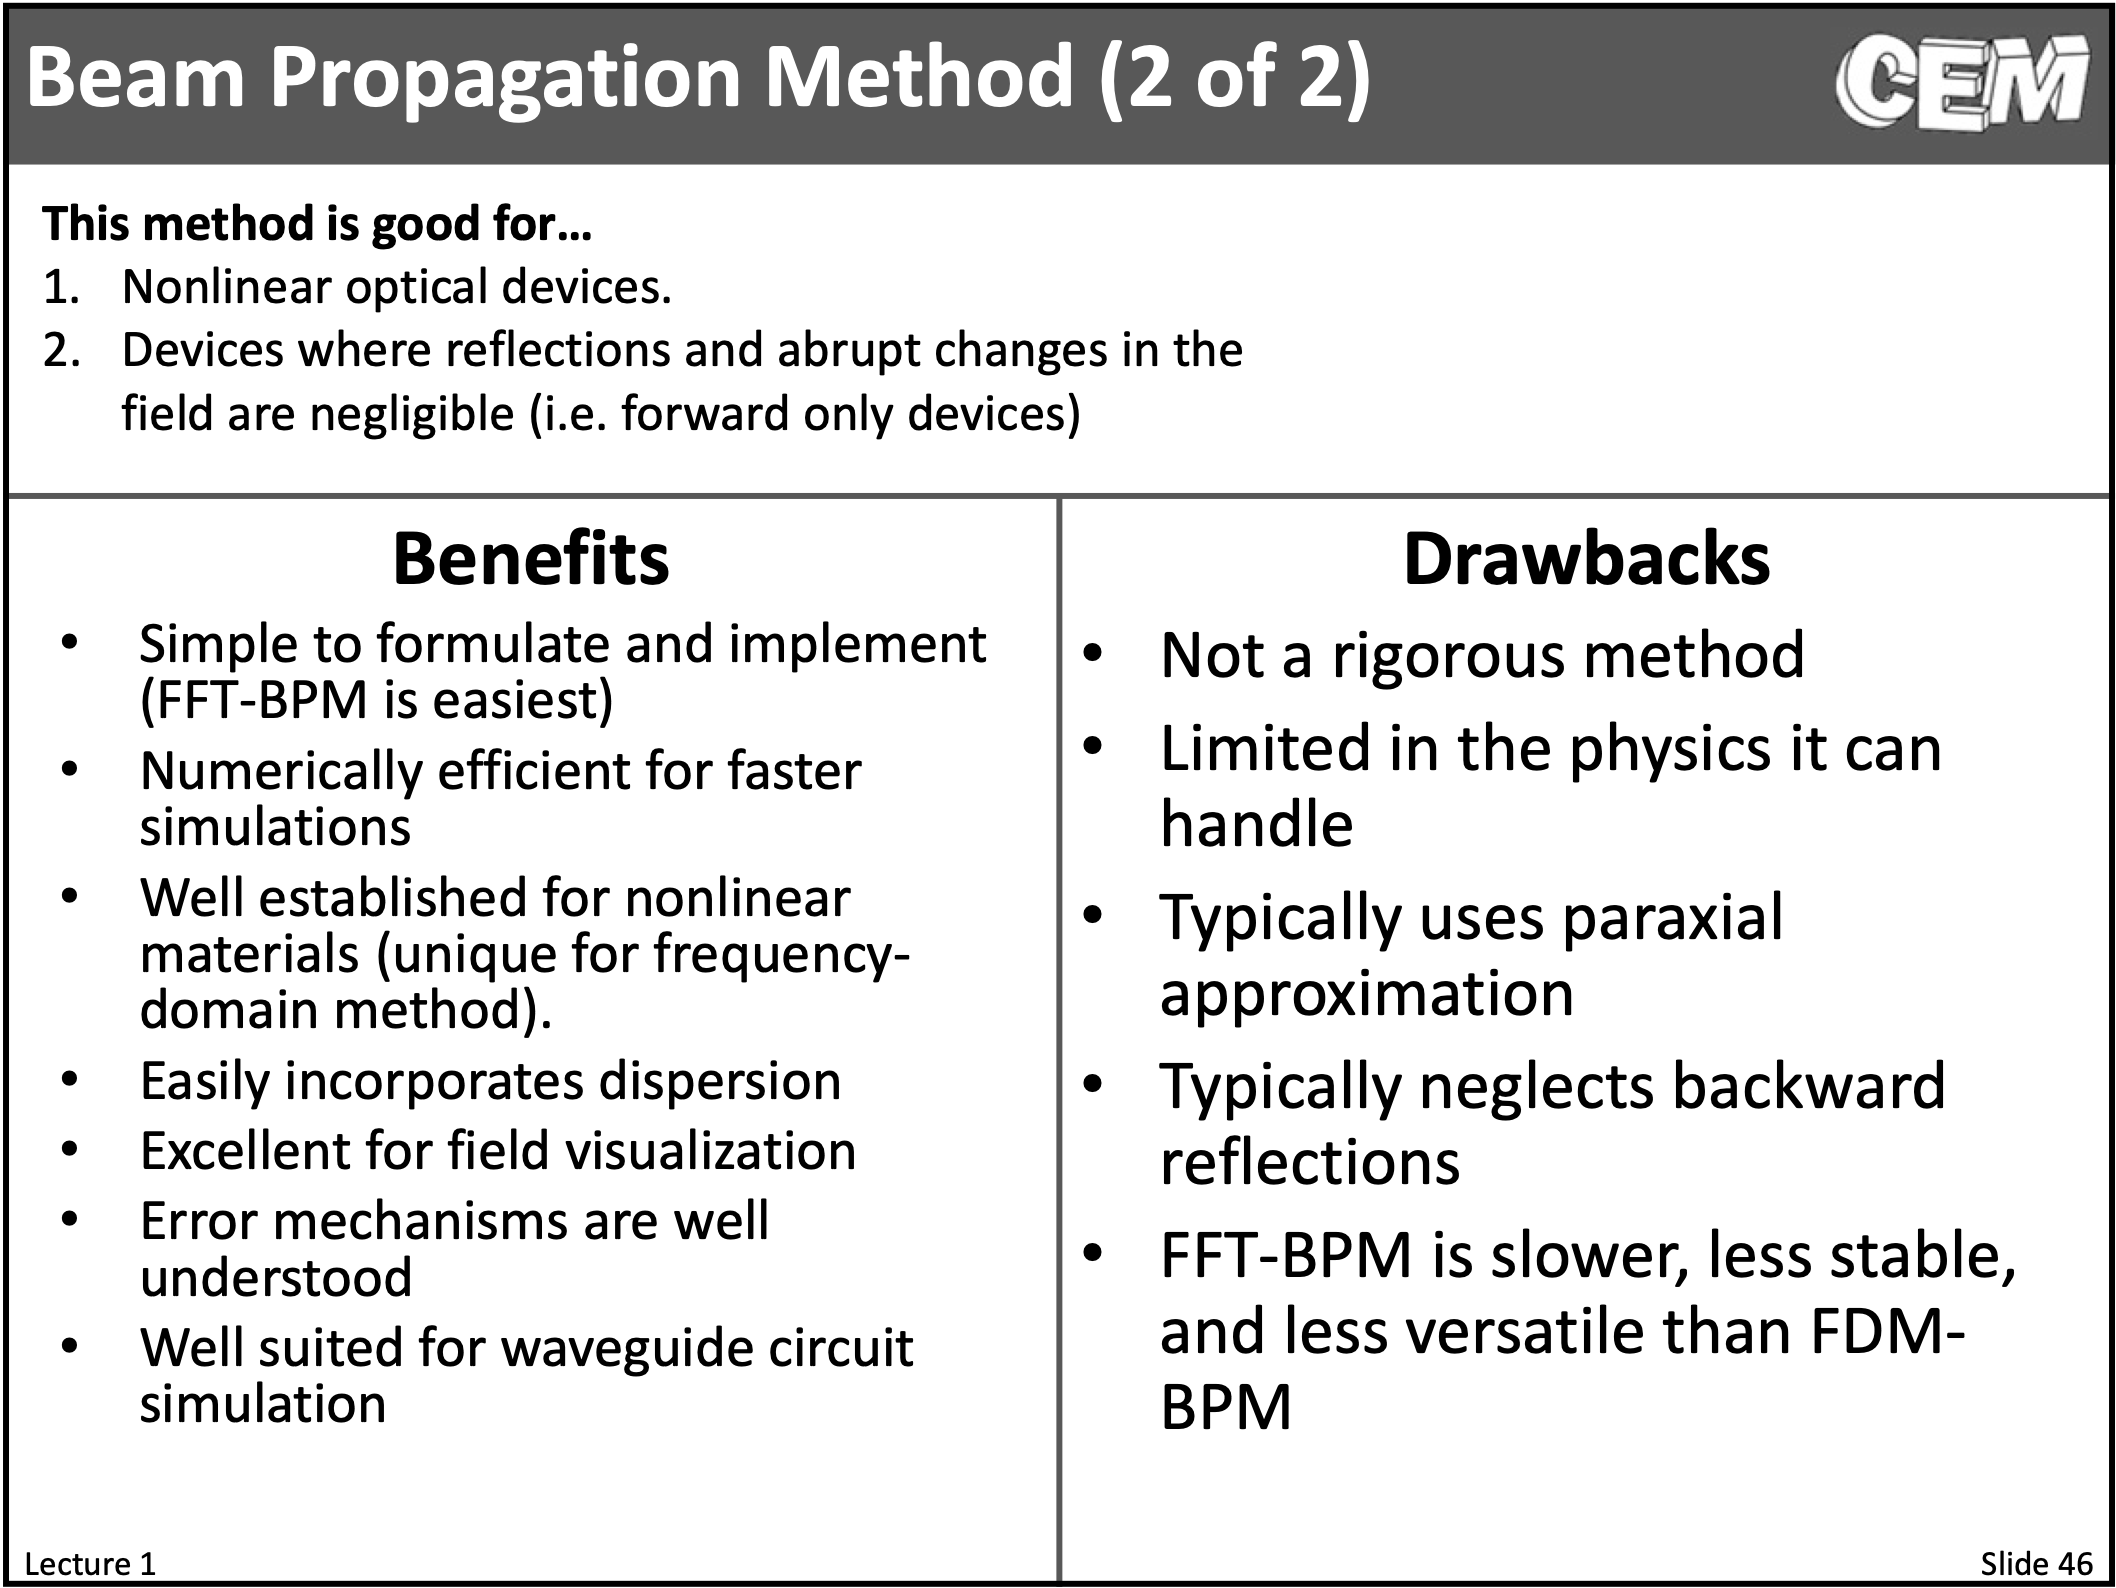 Beam Propagation Method (2 of 2)
CEM
This method is good for…
1. Nonlinear optical devices.
2. Devices where reflections and abrupt changes in the
field are negligible (i.e. forward only devices)
Benefits
• Simple to formulate and implement
(FFT-BPM is easiest)
• Numerically efficient for faster
simulations
• Well established for nonlinear
materials (unique for frequency-
domain method).
• Easily incorporates dispersion
• Excellent for field visualization
• Error mechanisms are well
understood
• Well suited for waveguide circuit
simulation
Drawbacks
• Not a rigorous method
• Limited in the physics it can
handle
• Typically uses paraxial
approximation
• Typically neglects backward
reflections
• FFT-BPM is slower, less stable,
and less versatile than FDM-
BPM
Lecture 1
Slide 46